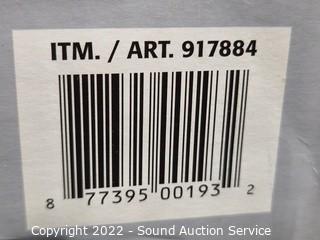 ITM. / ART. 917884
8 77395 00193 2
Copyright 2022 - Sound Auction Service